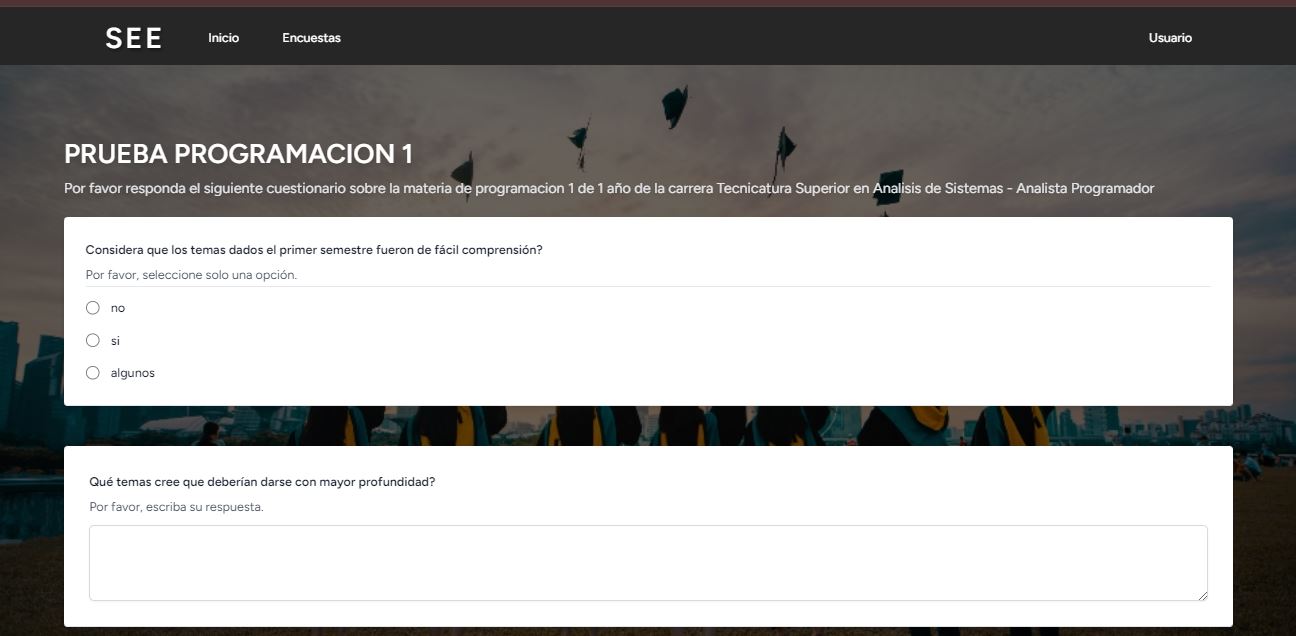 SEE Inicio Encuestas Usuario
PRUEBA PROGRAMACION 1
Por favor responda el siguiente cuestionario sobre la materia de programacion 1 de 1 año de la carrera Tecnicatura Superior en Analisis de Sistemas - Analista Programador
Considera que los temas dados el primer semestre fueron de fácil comprensión?
Por favor, seleccione solo una opción.
no
si
algunos
Qué temas cree que deberían darse con mayor profundidad?
Por favor, escriba su respuesta.